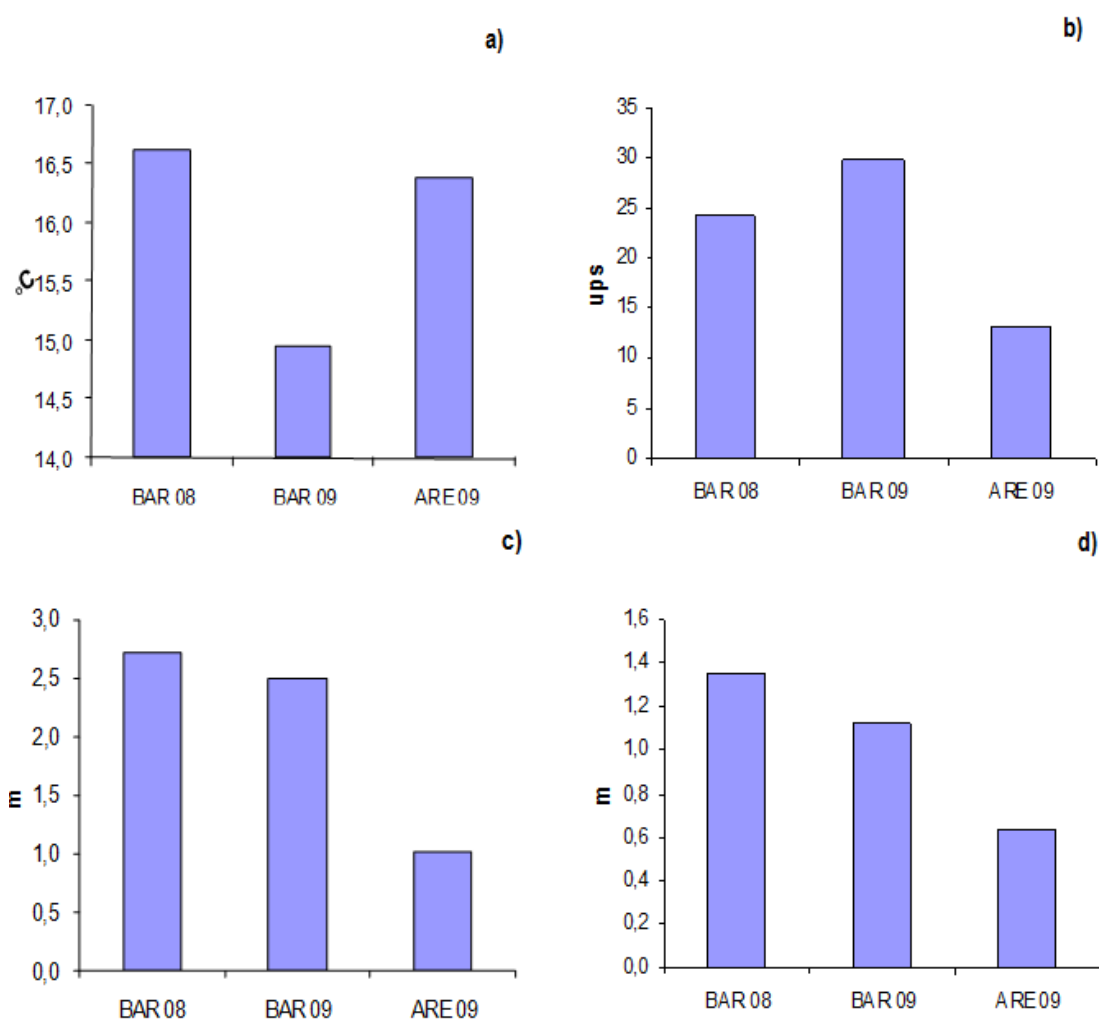 a)
17,0
16,5
16,0
15,5
15,0
14,5
14,0
°C
BAR 08
BAR 09
ARE 09
b)
35
30
25
20
15
10
5
0
ups
BAR 08
BAR 09
ARE 09
c)
3,0
2,5
2,0
1,5
1,0
0,5
0,0
m
BAR 08
BAR 09
ARE 09
d)
1,6
1,4
1,2
1,0
0,8
0,6
0,4
0,2
0,0
m
BAR 08
BAR 09
ARE 09